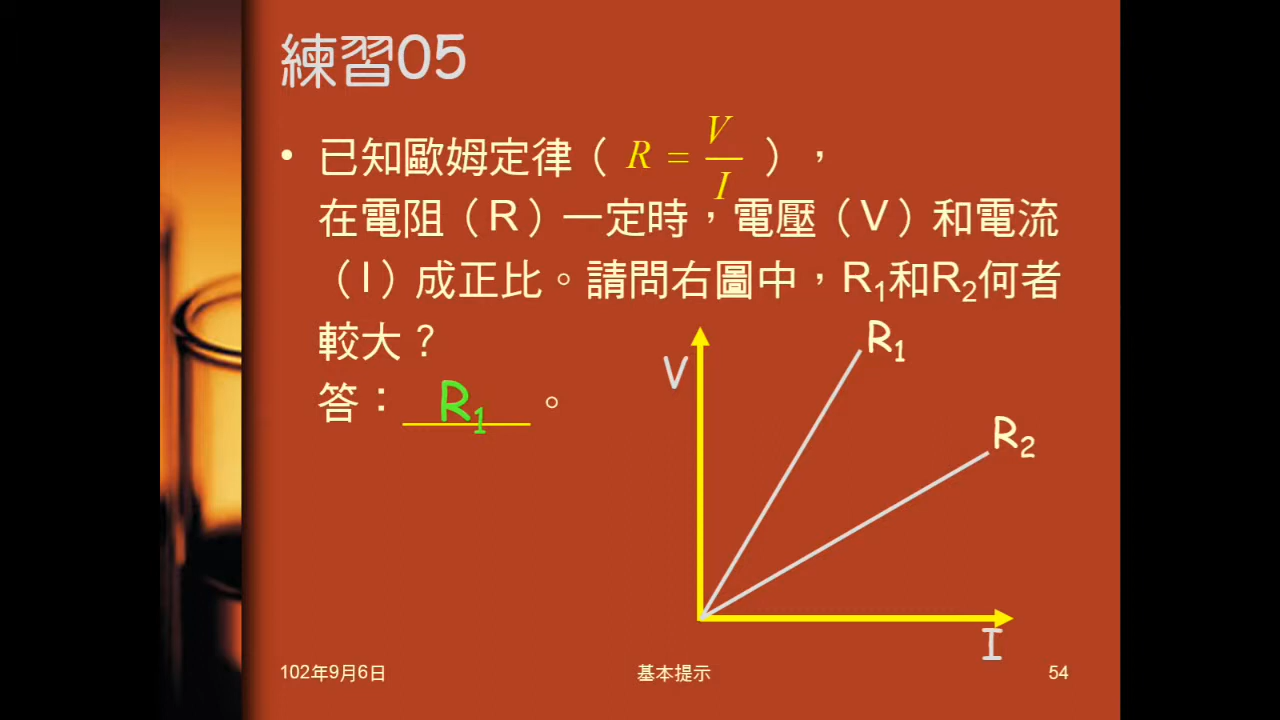 練習05
• 已知歐姆定律（ R = V/I ），
在電阻（R）一定時，電壓（V）和電流
（I）成正比。請問右圖中，R₁和R₂何者
較大？
答：R₁。
V
R₁
R₂
I
102年9月6日
基本提示
54